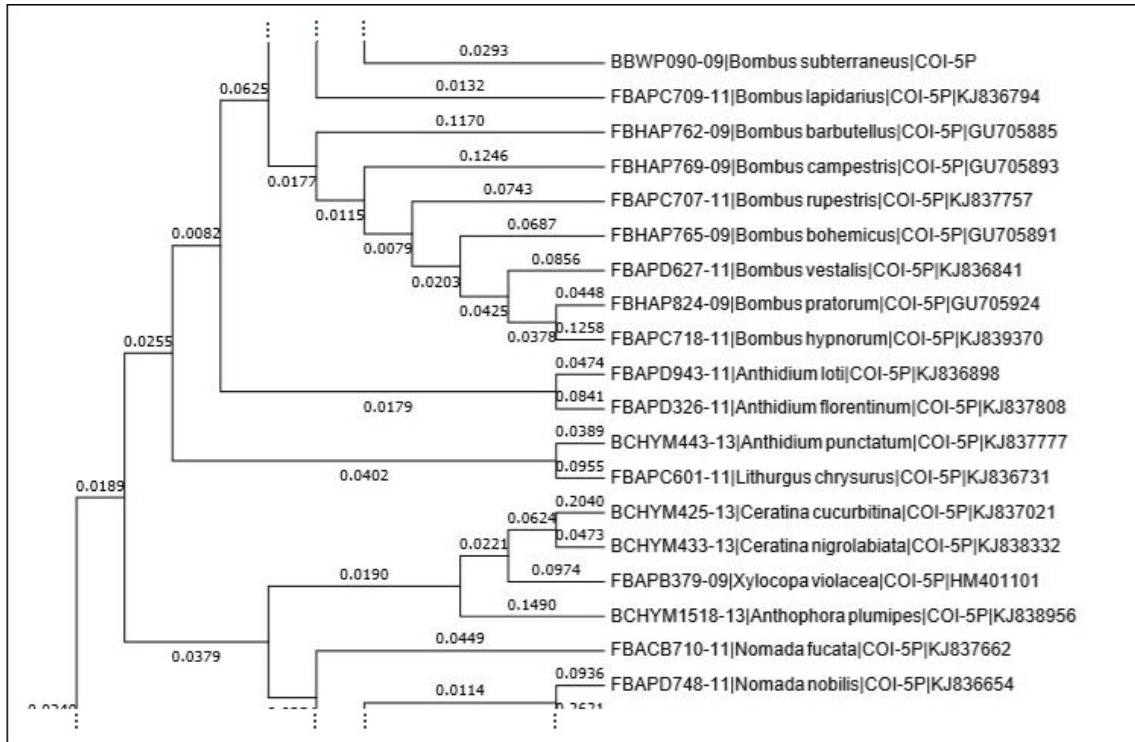 0.0293
BBWP090-09|Bombus subterraneus|COI-5P
0.0625
0.0132
FBAPC709-11|Bombus lapidarius|COI-5P|KJ836794
0.1170
FBHAP762-09|Bombus barbutellus|COI-5P|GU705885
0.0177
0.1246
FBHAP769-09|Bombus campestris|COI-5P|GU705893
0.0115
0.0743
FBAPC707-11|Bombus rupestris|COI-5P|KJ837757
0.0082
0.0079
0.0687
FBHAP765-09|Bombus bohemicus|COI-5P|GU705891
0.0203
0.0856
FBAPD627-11|Bombus vestalis|COI-5P|KJ836841
0.0425
0.0448
FBHAP824-09|Bombus pratorum|COI-5P|GU705924
0.0378
0.1258
FBAPC718-11|Bombus hypnorum|COI-5P|KJ839370
0.0255
0.0474
FBAPD943-11|Anthidium loti|COI-5P|KJ836898
0.0179
0.0841
FBAPD326-11|Anthidium florentinum|COI-5P|KJ837808
0.0389
BCHYM443-13|Anthidium punctatum|COI-5P|KJ837777
0.0402
0.0955
FBAPC601-11|Lithurgus chrysurus|COI-5P|KJ836731
0.0189
0.2040
BCHYM425-13|Ceratina cucurbitina|COI-5P|KJ837021
0.0624
0.0473
BCHYM433-13|Ceratina nigrolabiata|COI-5P|KJ838332
0.0221
0.0974
FBAPB379-09|Xylocopa violacea|COI-5P|HM401101
0.0190
0.1490
BCHYM1518-13|Anthophora plumipes|COI-5P|KJ838956
0.0379
0.0449
FBACB710-11|Nomada fucata|COI-5P|KJ837662
0.0936
FBAPD748-11|Nomada nobilis|COI-5P|KJ836654
0.0114